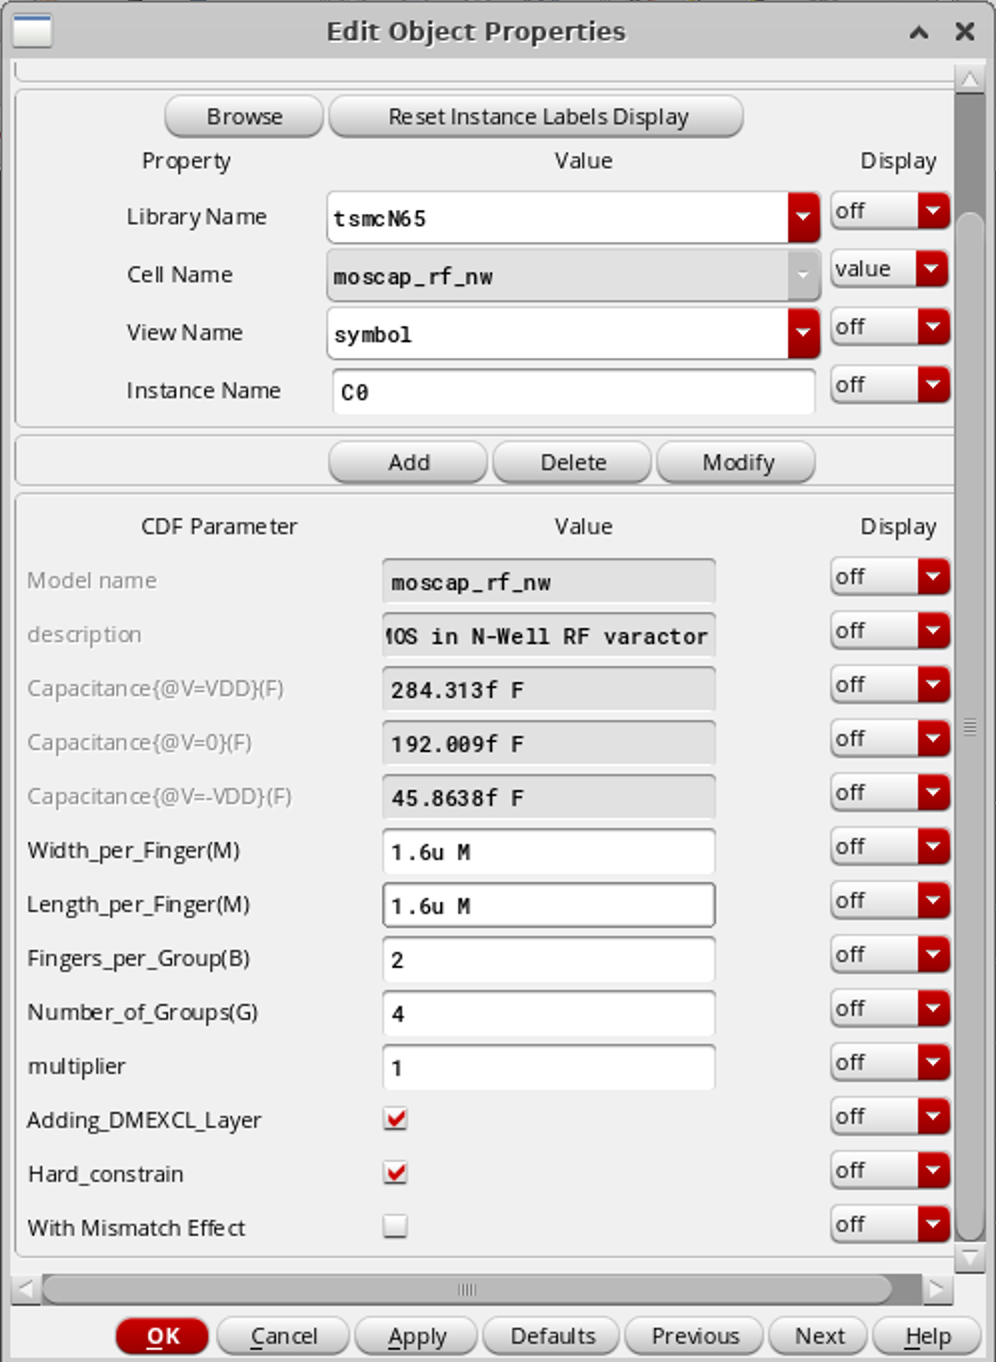 Edit Object Properties
Browse Reset Instance Labels Display
Property Value Display
Library Name tsmcN65 off
Cell Name moscap_rf_nw value
View Name symbol off
Instance Name C0 off
Add Delete Modify
CDF Parameter Value Display
Model name moscap_rf_nw off
description MOS in N-Well RF varactor off
Capacitance{@V=VDD}(F) 284.313f F off
Capacitance{@V=0}(F) 192.009f F off
Capacitance{@V=-VDD}(F) 45.8638f F off
Width_per_Finger(M) 1.6u M off
Length_per_Finger(M) 1.6u M off
Fingers_per_Group(B) 2 off
Number_of_Groups(G) 4 off
multiplier 1 off
Adding_DMEXCL_Layer off
Hard_constrain off
With Mismatch Effect off
OK Cancel Apply Defaults Previous Next Help